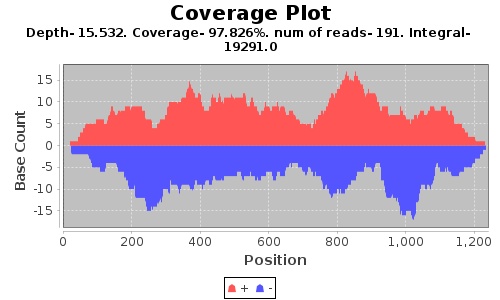 Coverage Plot
Depth- 15.532. Coverage- 97.826%. num of reads- 191. Integral-
19291.0
15
10
5
0
-5
-10
-15
Base Count
0 200 400 600 800 1,000 1,200
Position
+ -